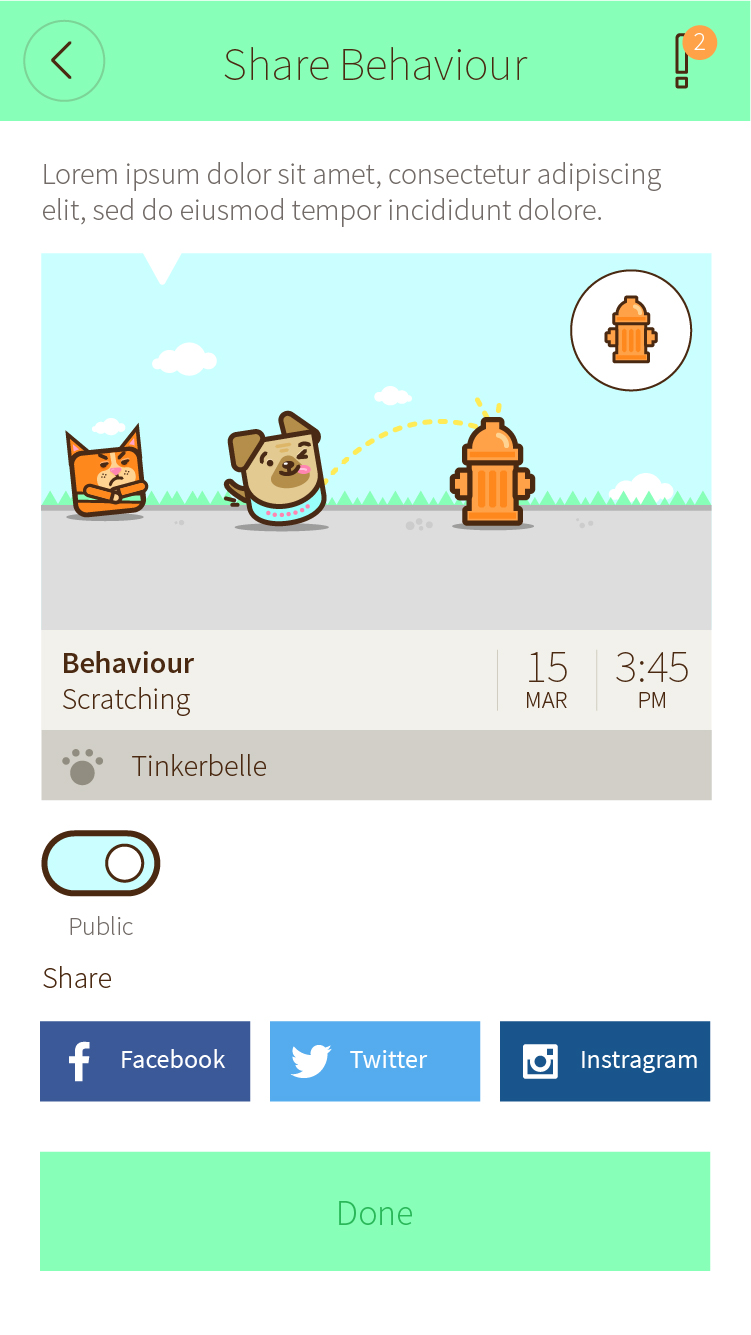 Share Behaviour
2
Lorem ipsum dolor sit amet, consectetur adipiscing
elit, sed do eiusmod tempor incididunt dolore.
Behaviour
Scratching
15
MAR
3:45
PM
Tinkerbelle
Public
Share
Facebook
Twitter
Instragram
Done